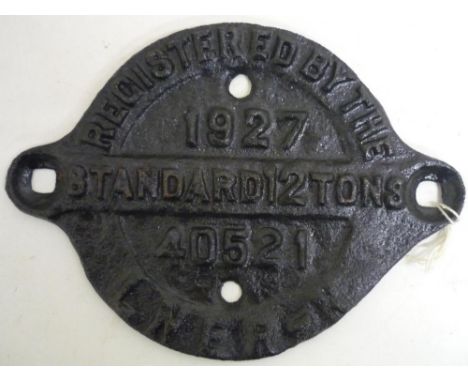 REGISTERED BY THE
1927
STANDARD 12 TONS
40521